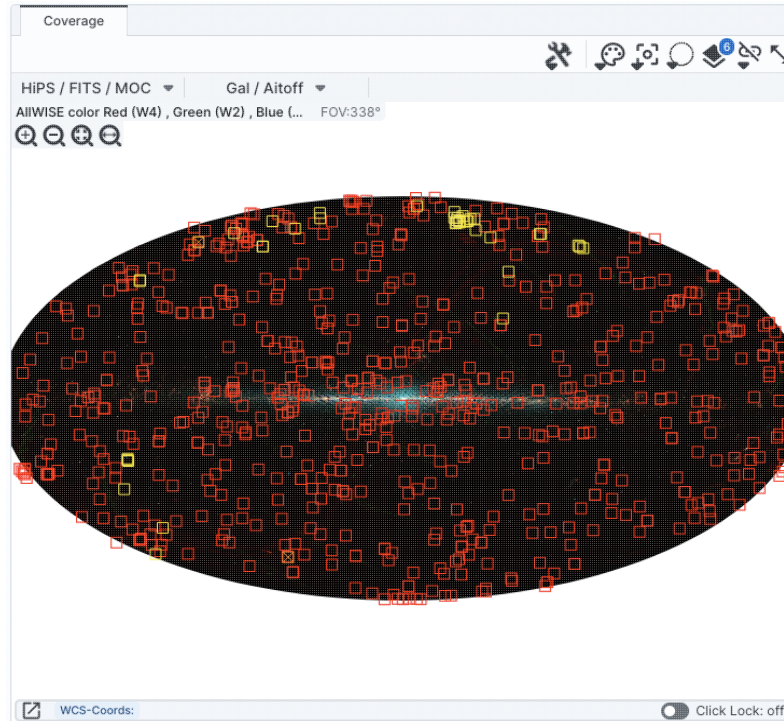 Coverage
6
HiPS / FITS / MOC Gal / Aitoff
AllWISE color Red (W4) , Green (W2) , Blue (... FOV:338°
WCS-Coords: Click Lock: off